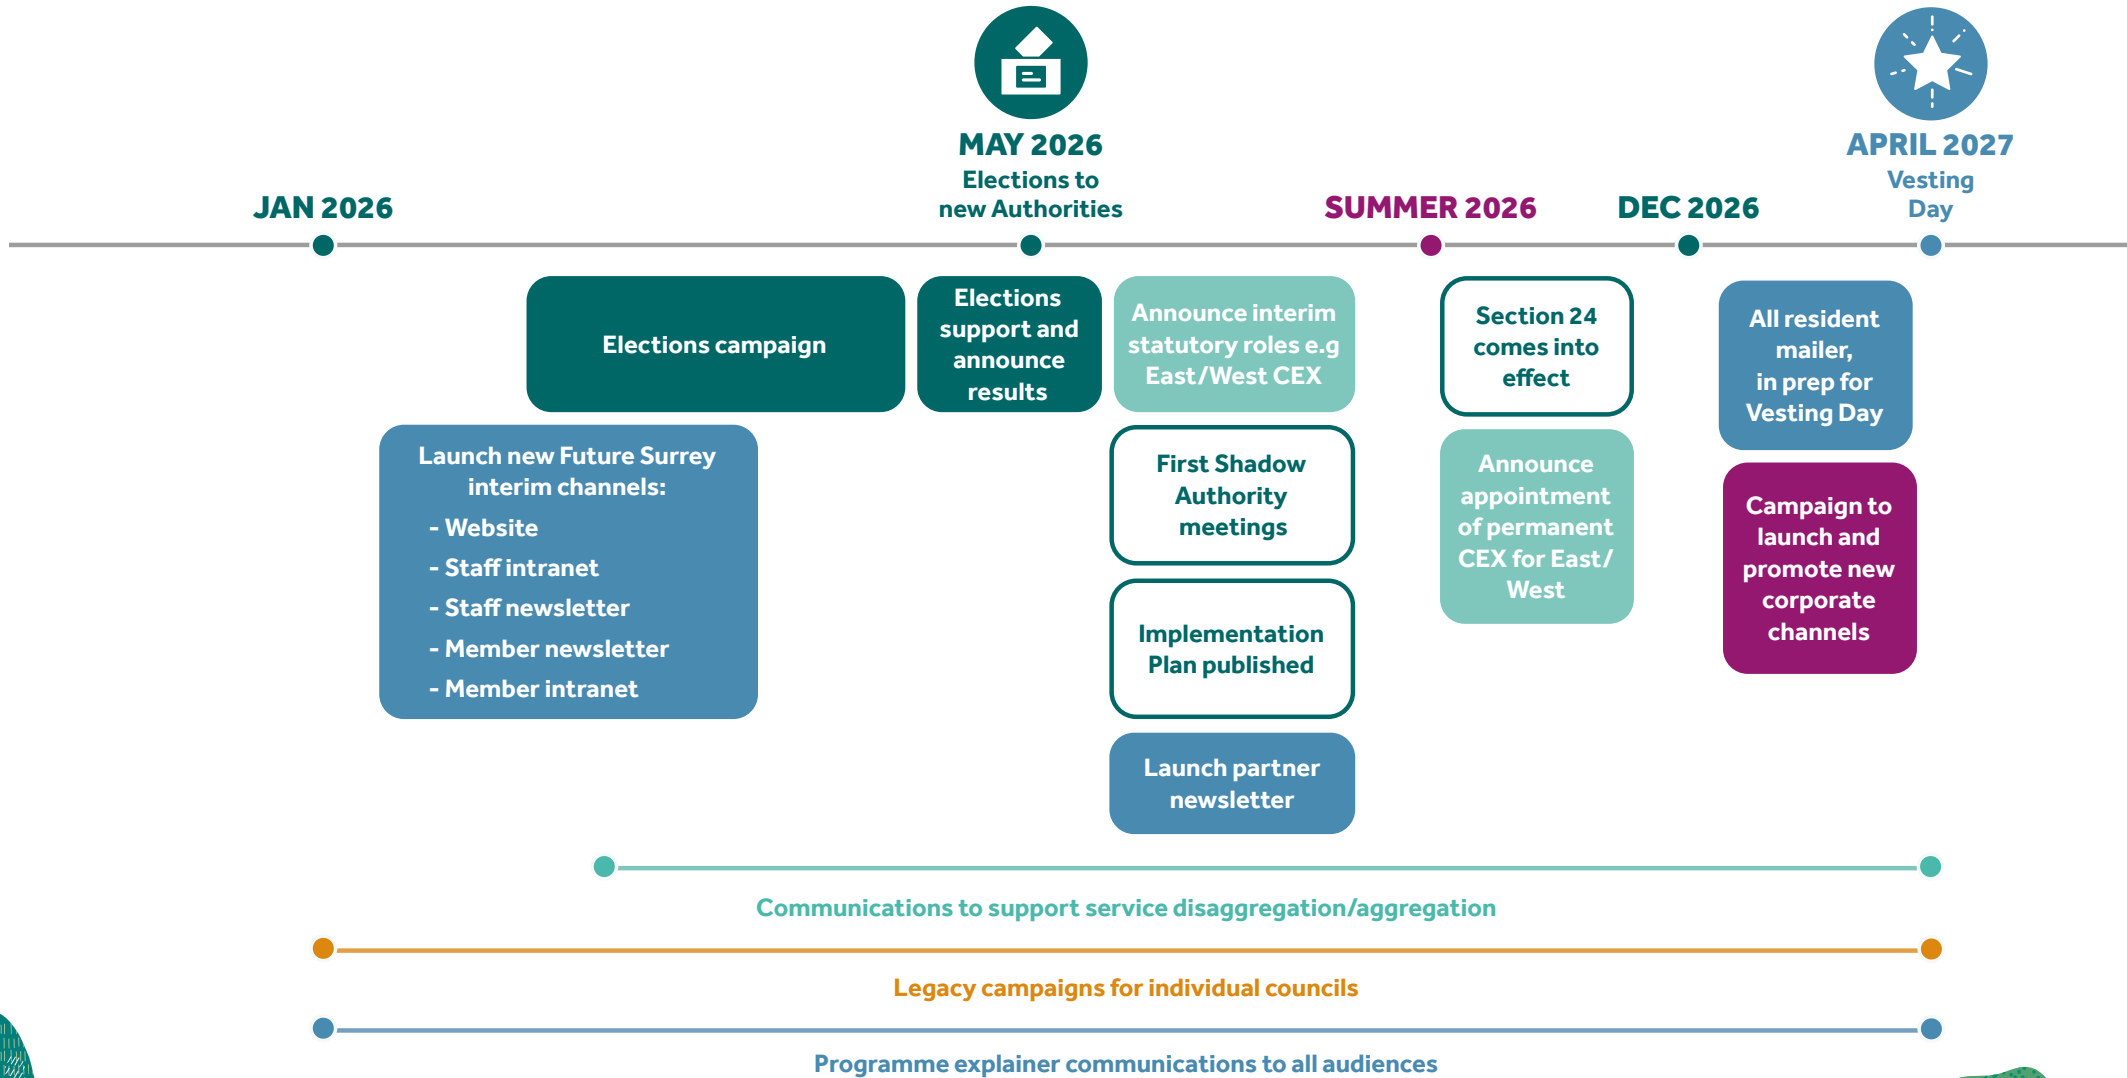 JAN 2026
MAY 2026
Elections to
new Authorities
SUMMER 2026
DEC 2026
APRIL 2027
Vesting
Day
Elections campaign
Elections
support and
announce
results
Announce interim
statutory roles e.g
East/West CEX
Section 24
comes into
effect
All resident
mailer,
in prep for
Vesting Day
Launch new Future Surrey
interim channels:
- Website
- Staff intranet
- Staff newsletter
- Member newsletter
- Member intranet
First Shadow
Authority
meetings
Announce
appointment
of permanent
CEX for East/
West
Campaign to
launch and
promote new
corporate
channels
Implementation
Plan published
Launch partner
newsletter
Communications to support service disaggregation/aggregation
Legacy campaigns for individual councils
Programme explainer communications to all audiences